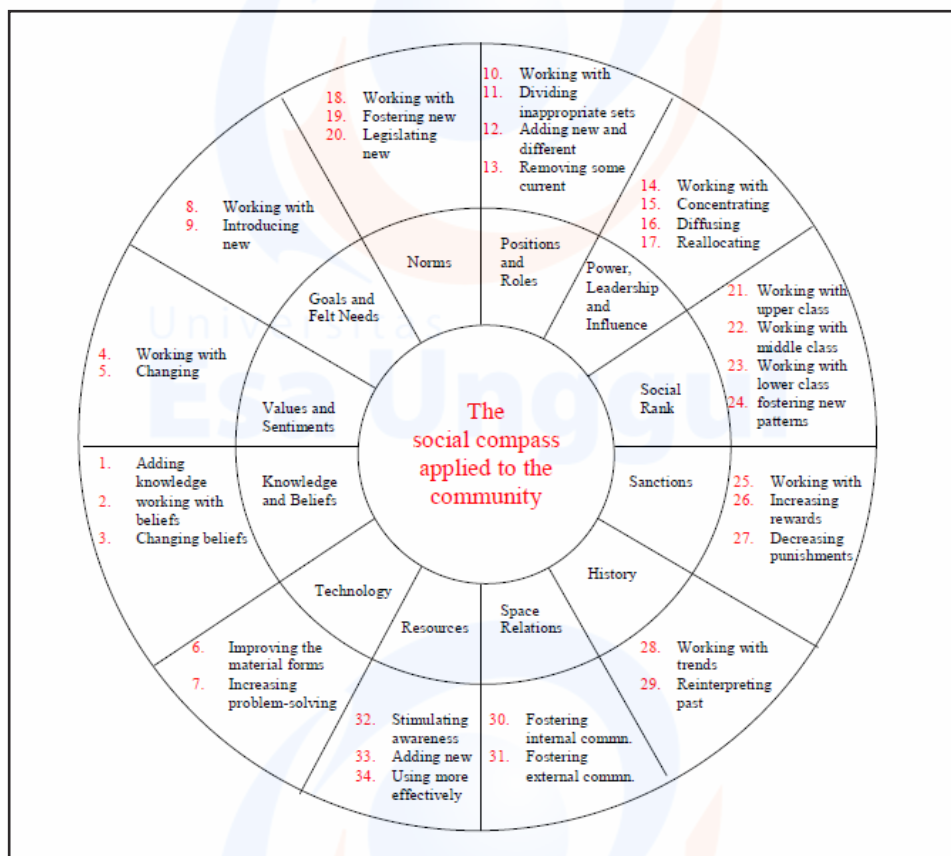 18. Working with
19. Fostering new
20. Legislating
new
10. Working with
11. Dividing
inappropriate sets
12. Adding new and
different
13. Removing some
current
14. Working with
15. Concentrating
16. Diffusing
17. Reallocating
8. Working with
9. Introducing
new
Norms
Positions
and
Roles
Power,
Leadership
and
Influence
Goals and
Felt Needs
21. Working with
upper class
22. Working with
middle class
23. Working with
lower class
24. fostering new
patterns
Universitas
Esa Unggu
4. Working with
5. Changing
Values and
Sentiments
Social
Rank
The
social compass
applied to the
community
1. Adding
knowledge
2. working with
beliefs
3. Changing beliefs
Knowledge
and Beliefs
Sanctions
25. Working with
26. Increasing
rewards
27. Decreasing
punishments
Technology
Resources
Space
Relations
History
6. Improving the
material forms
7. Increasing
problem-solving
28. Working with
trends
29. Reinterpreting
past
32. Stimulating
awareness
33. Adding new
34. Using more
effectively
30. Fostering
internal commn.
31. Fostering
external commn.